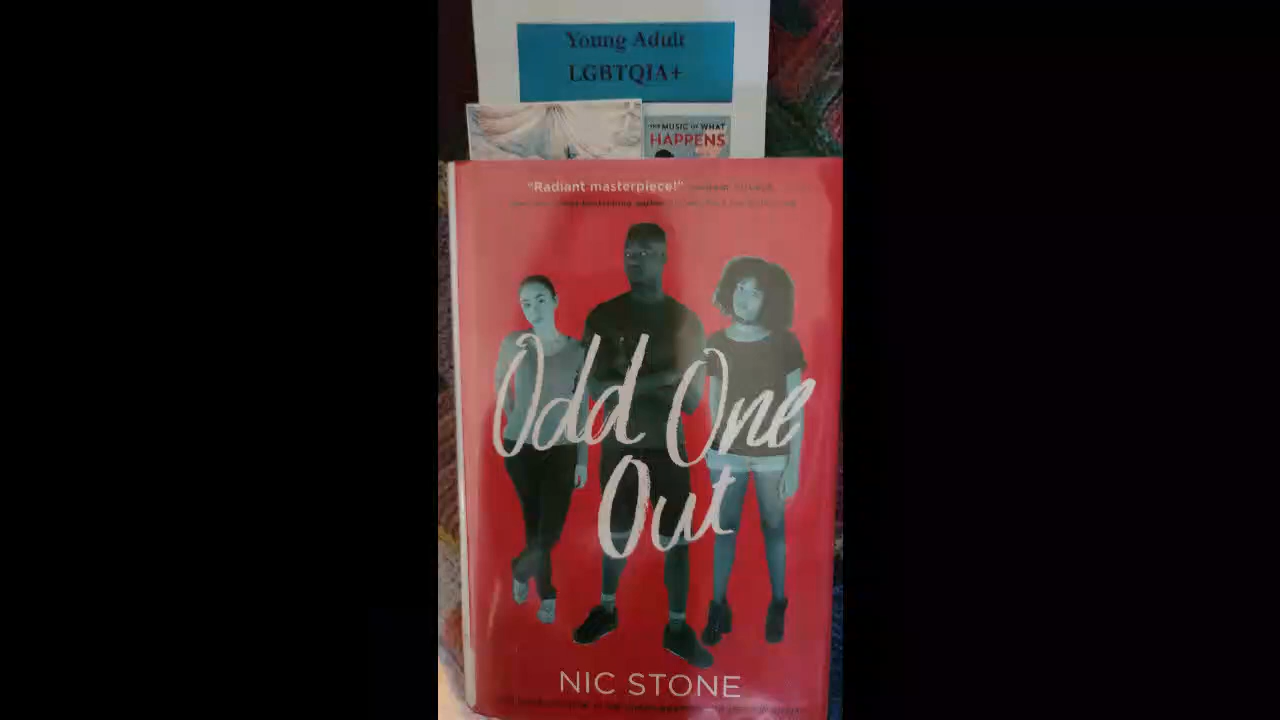 Young Adult
LGBTQIA+
THE MUSIC OF WHAT
HAPPENS
"Radiant masterpiece!"
Odd One
Out
NIC STONE